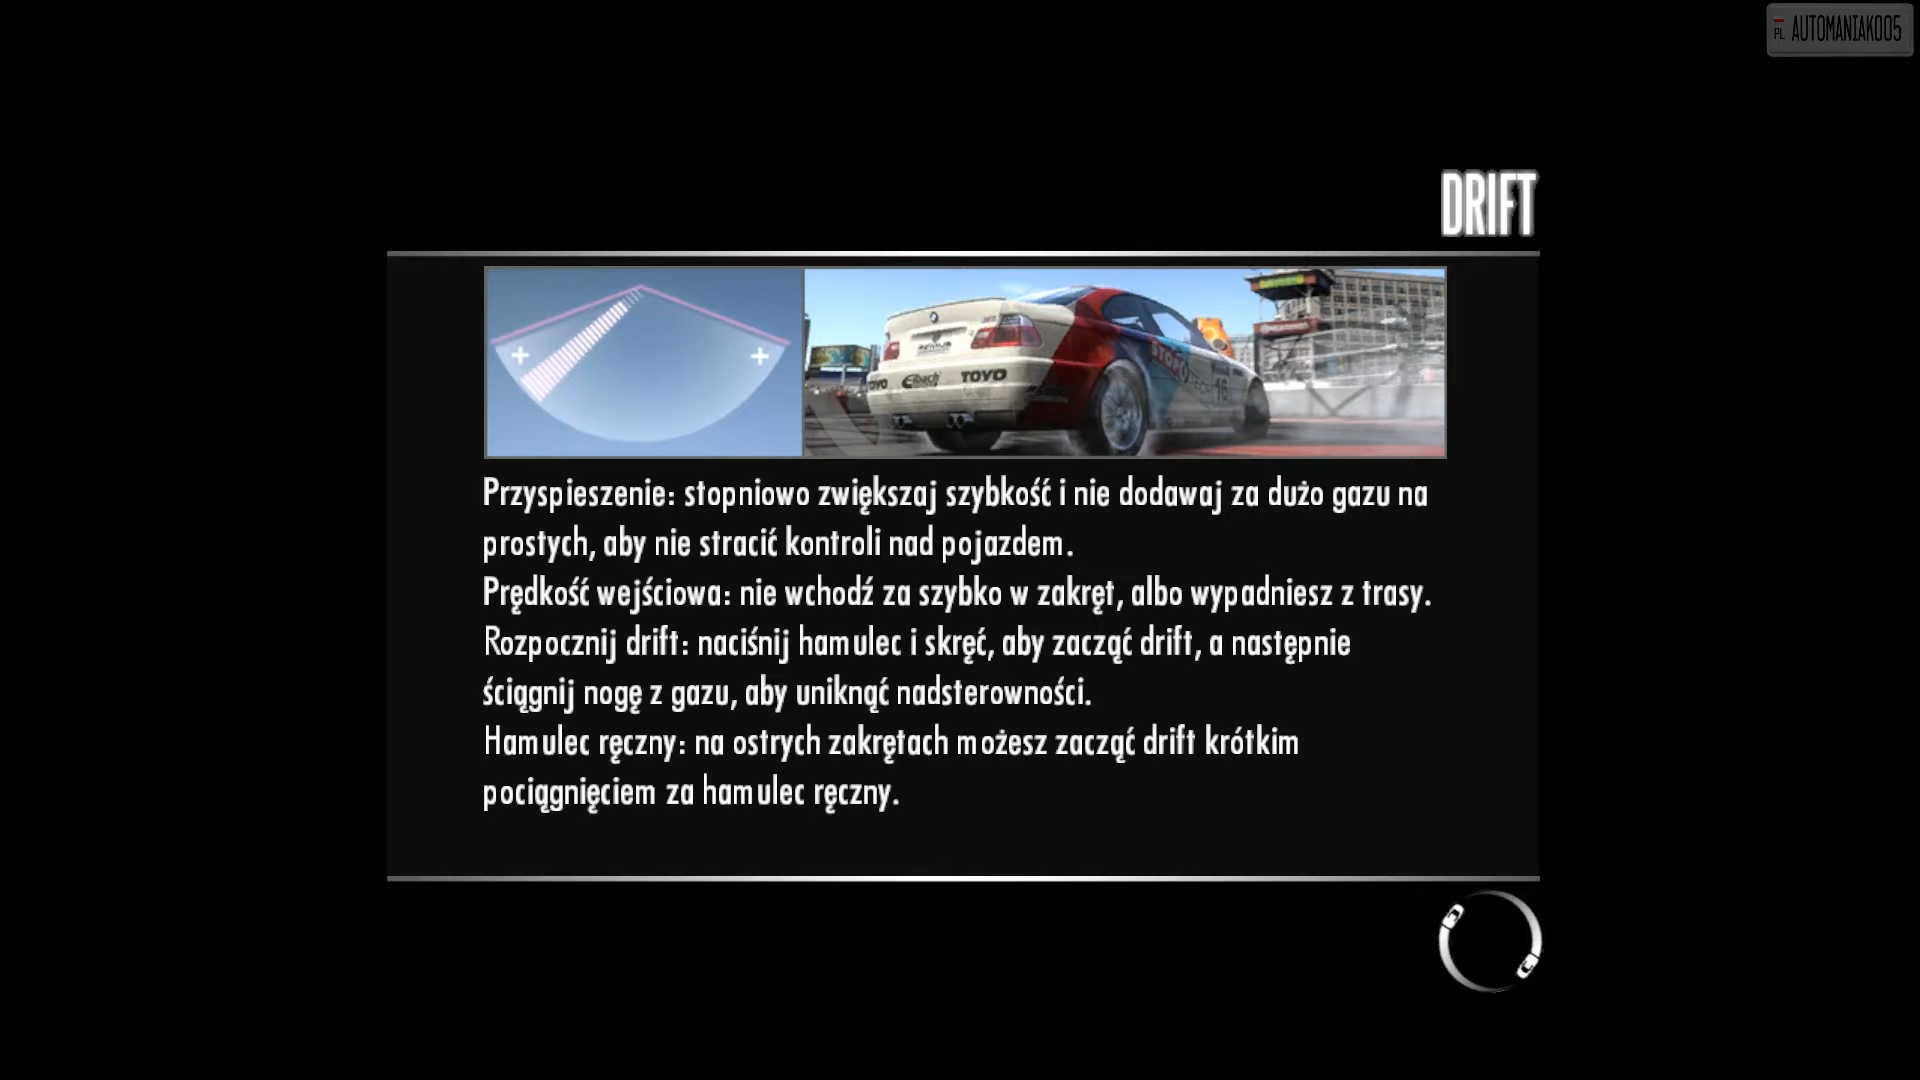 PL AUTOMANIAK005
DRIFT
TOYO Eibach TOYO
16
Przyspieszenie: stopniowo zwiększaj szybkość i nie dodawaj za dużo gazu na
prostych, aby nie stracić kontroli nad pojazdem.
Prędkość wejściowa: nie wchodź za szybko w zakręt, albo wypadniesz z trasy.
Rozpocznij drift: naciśnij hamulec i skręć, aby zacząć drift, a następnie
ściągnij nogę z gazu, aby uniknąć nadsterowności.
Hamulec ręczny: na ostrych zakrętach możesz zacząć drift krótkim
pociągnięciem za hamulec ręczny.